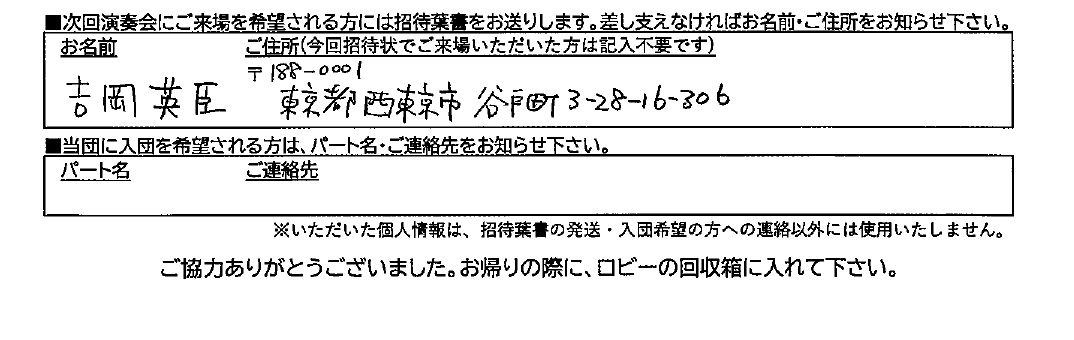 ■次回演奏会にご来場を希望される方には招待葉書をお送りします。差し支えなければお名前・ご住所をお知らせ下さい。
お名前 ご住所(今回招待状でご来場いただいた方は記入不要です)
〒188-0001
吉岡 英臣 東京都西東京市谷戸町3-28-16-306
■当団に入団を希望される方は、パート名・ご連絡先をお知らせ下さい。
パート名 ご連絡先
※いただいた個人情報は、招待葉書の発送・入団希望の方への連絡以外には使用いたしません。
ご協力ありがとうございました。お帰りの際に、ロビーの回収箱に入れて下さい。